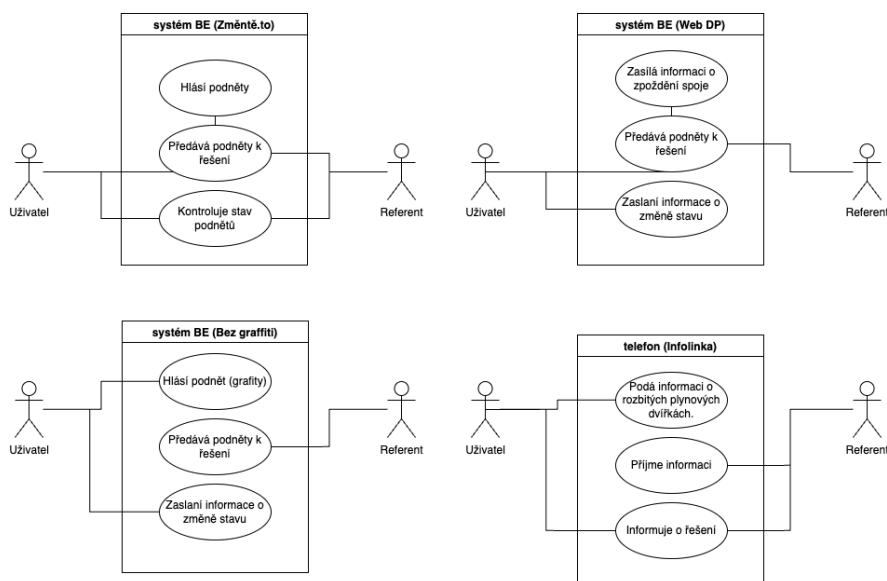 systém BE (Změntě.to)
Hlásí podněty
Předává podněty k
řešení
Kontroluje stav
podnětů
Uživatel
Referent
systém BE (Web DP)
Zasílá informaci o
zpoždění spoje
Předává podněty k
řešení
Zaslaní informace o
změně stavu
Uživatel
Referent
systém BE (Bez graffiti)
Hlásí podnět (grafity)
Předává podněty k
řešení
Zaslaní informace o
změně stavu
Uživatel
Referent
telefon (Infolinka)
Podá informaci o
rozbitých plynových
dvířkách.
Příjme informaci
Informuje o řešení
Uživatel
Referent